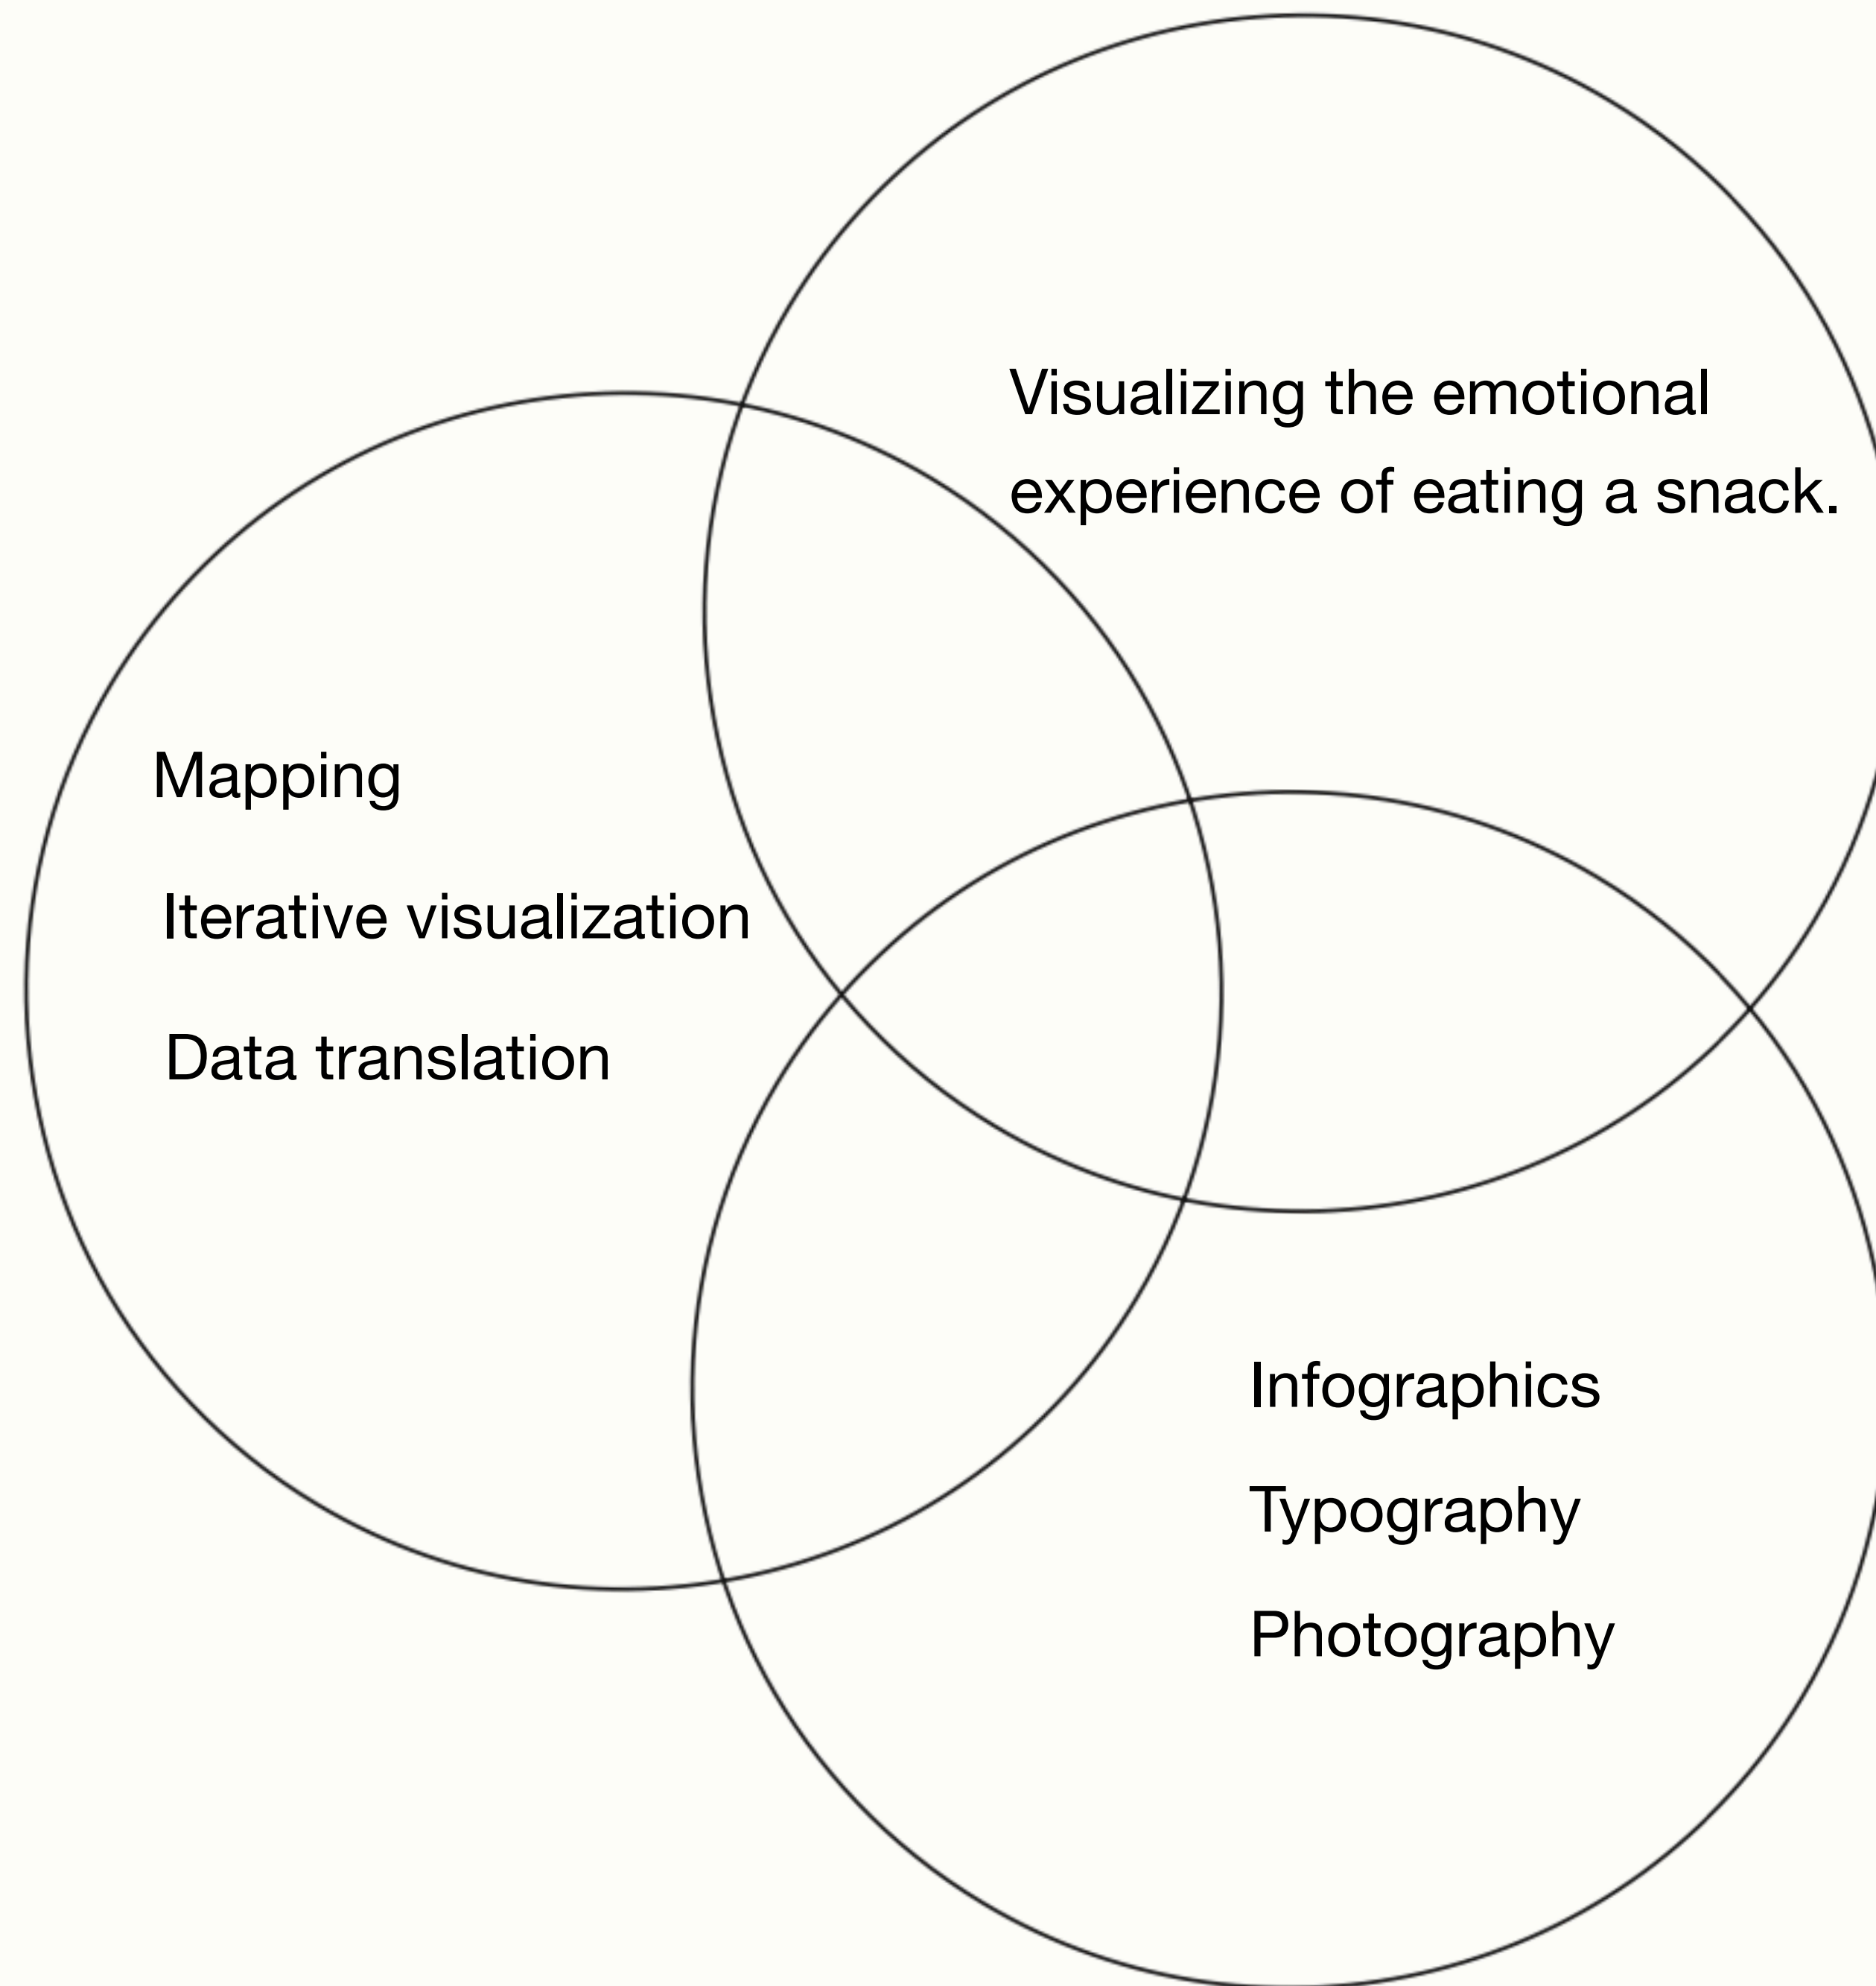 Visualizing the emotional
experience of eating a snack.
Mapping
Iterative visualization
Data translation
Infographics
Typography
Photography